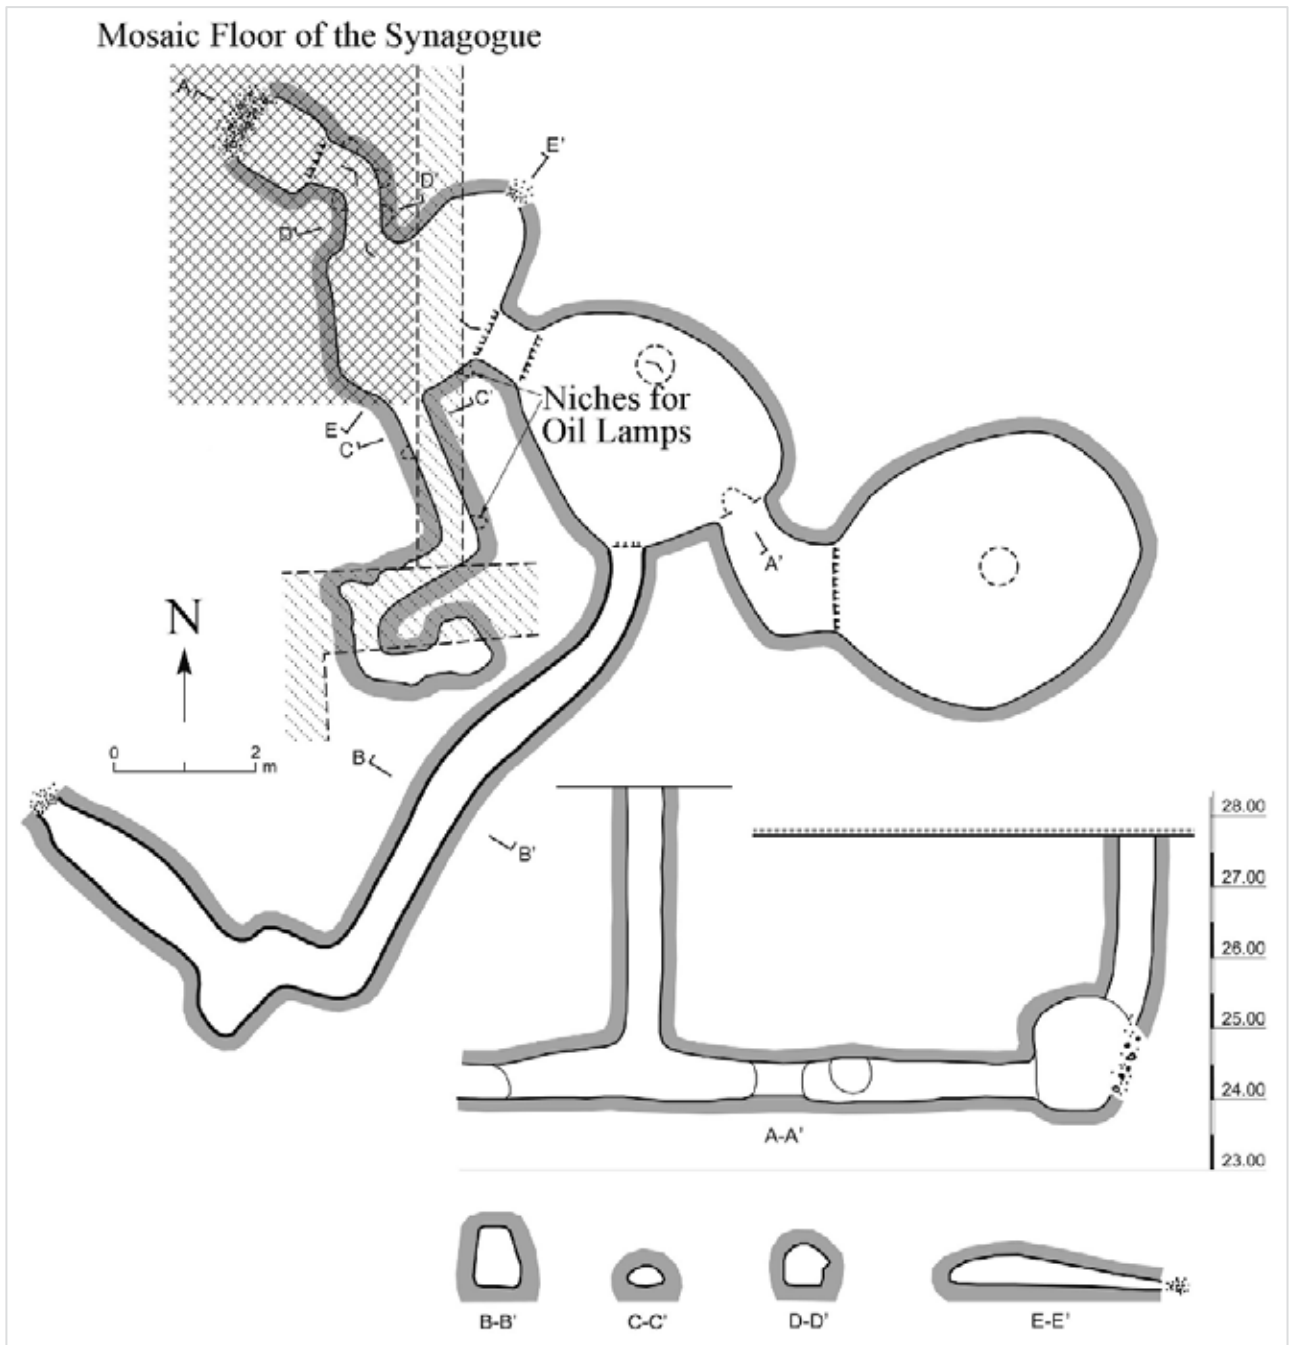 Mosaic Floor of the Synagogue
A
E'
D'
D'
Niches for
Oil Lamps
C'
E
C
A'
N
0 2
m
B
B'
28.00
27.00
26.00
25.00
24.00
23.00
A-A'
B-B'
C-C'
D-D'
E-E'